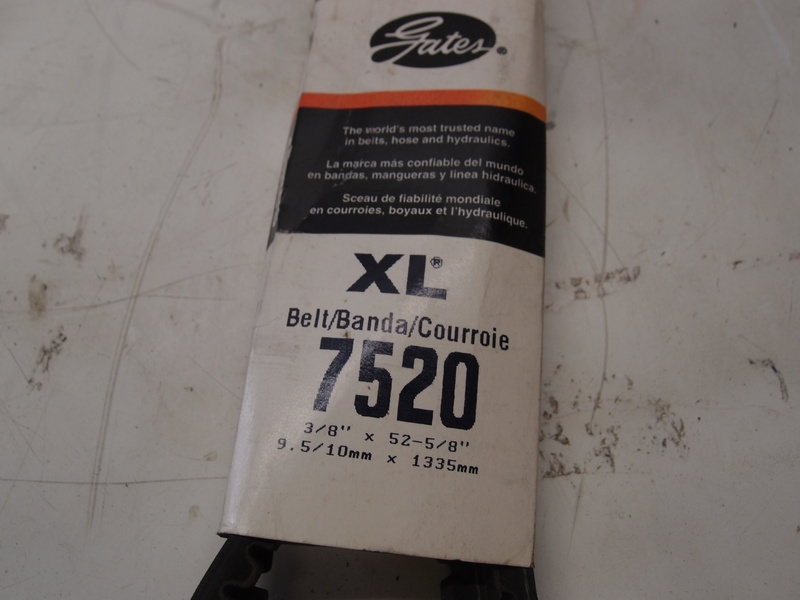 Gates®
The world's most trusted name
in belts, hose and hydraulics.
La marca más confiable del mundo
en bandas, mangueras y línea hidraulica.
Sceau de fiabilité mondiale
en courroies, boyaux et l'hydraulique.
XL®
Belt/Banda/Courroie
7520
3/8" x 52-5/8"
9.5/10mm x 1335mm